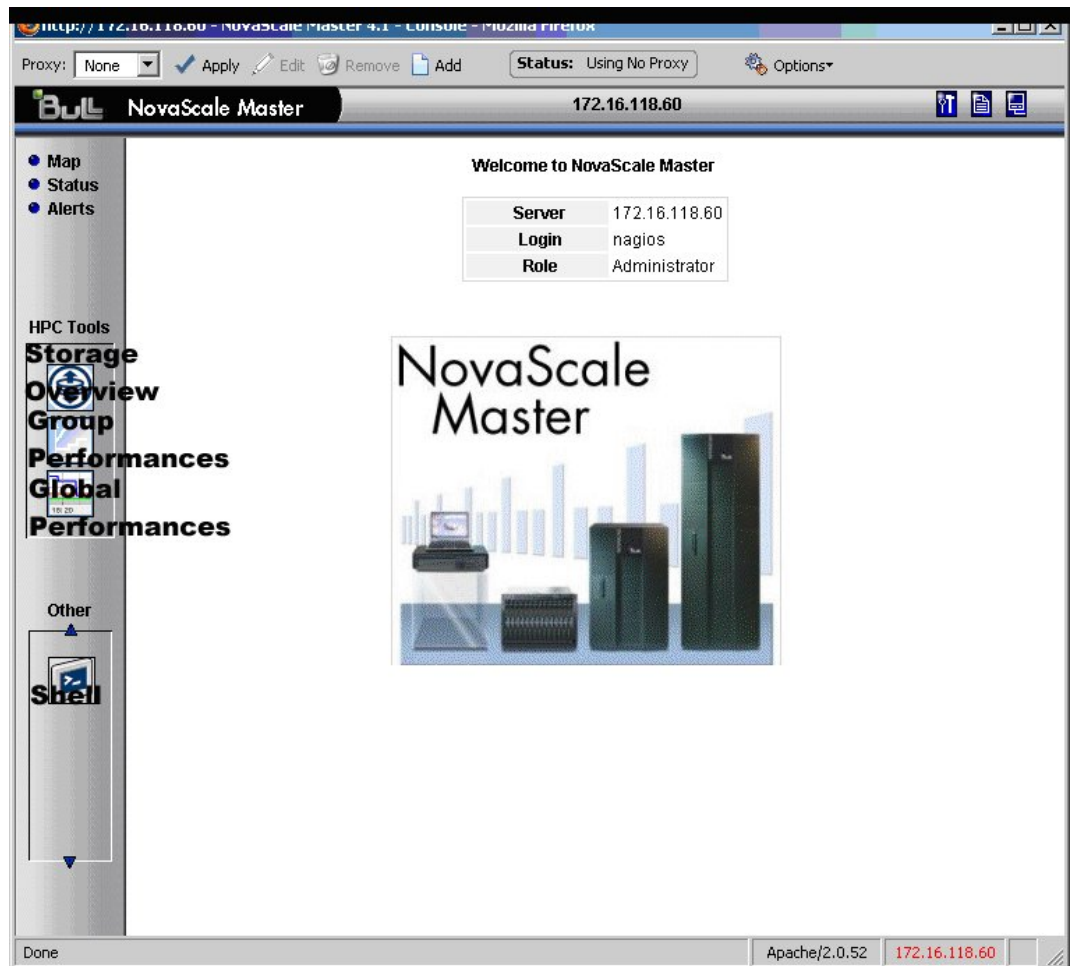 http://172.16.118.60 - NovaScale Master 4.1 - Console - Mozilla Firefox
Proxy: None Apply Edit Remove Add Status: Using No Proxy Options
Bull NovaScale Master 172.16.118.60
Map
Status
Alerts
Welcome to NovaScale Master
Server 172.16.118.60
Login nagios
Role Administrator
HPC Tools
Storage
Overview
Group
Performances
Global
Performances
NovaScale
Master
Other
Shell
Done Apache/2.0.52 172.16.118.60